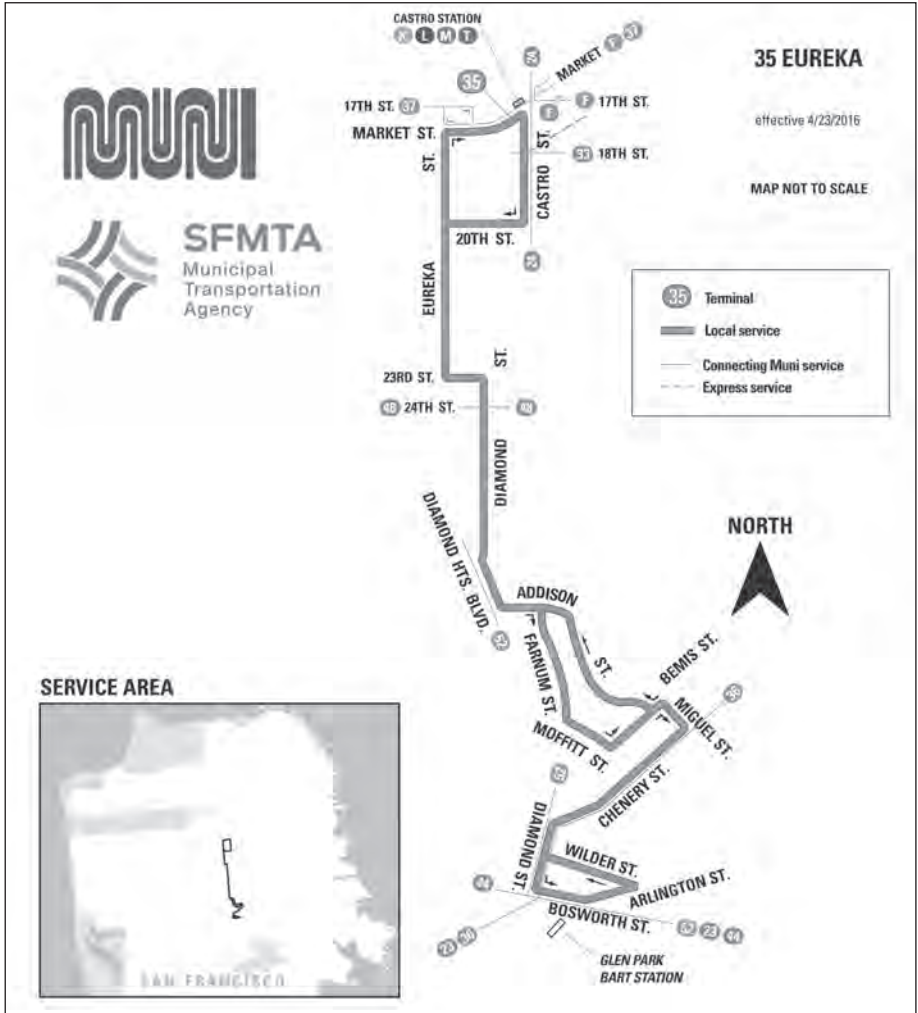 CASTRO STATION
K L M T
24
MARKET F 37
35 EUREKA
MUNI
35
17TH ST. 37
F 17TH ST.
F
effective 4/23/2016
MARKET ST.
ST.
ST.
33 18TH ST.
CASTRO
MAP NOT TO SCALE
SFMTA
Municipal
Transportation
Agency
20TH ST.
24
EUREKA
35 Terminal
Local service
Connecting Muni service
Express service
ST.
23RD ST.
48 24TH ST. 48
DIAMOND
DIAMOND HTS. BLVD.
52
NORTH
ADDISON
ST.
FARNUM ST.
BEMIS ST.
MIGUEL ST.
36
MOFFITT ST.
SERVICE AREA
SAN FRANCISCO
52
CHENERY ST.
DIAMOND ST.
WILDER ST.
ARLINGTON ST.
44
BOSWORTH ST.
52 23 44
23 36
GLEN PARK
BART STATION